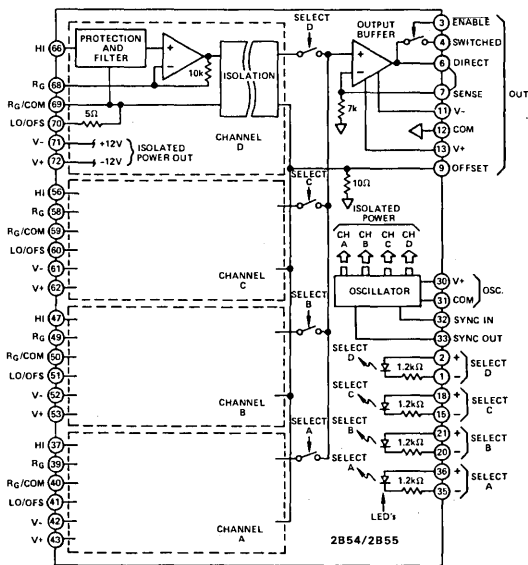 SELECT
D
OUTPUT
BUFFER
3
ENABLE
4
SWITCHED
6
DIRECT
7
SENSE
11
V-
12
COM
13
V+
9
OFFSET
OUT
7k
10Ω
PROTECTION
AND
FILTER
10k
ISOLATION
5Ω
HI
66
RG
68
RG/COM
69
LO/OFS
70
V-
71
+12V
V+
72
-12V
ISOLATED
POWER OUT
CHANNEL
D
SELECT
C
HI
56
RG
58
RG/COM
59
LO/OFS
60
V-
61
V+
62
CHANNEL
C
ISOLATED
POWER
CH
A
CH
B
CH
C
CH
D
OSCILLATOR
30
V+
31
COM
OSC.
32
SYNC IN
33
SYNC OUT
SELECT
B
HI
47
RG
49
RG/COM
50
LO/OFS
51
V-
52
V+
53
CHANNEL
B
SELECT
D
1.2kΩ
2
+
1
−
SELECT
D
SELECT
C
1.2kΩ
18
+
15
−
SELECT
C
SELECT
B
1.2kΩ
21
+
20
−
SELECT
B
SELECT
A
1.2kΩ
36
+
35
−
SELECT
A
LED's
SELECT
A
HI
37
RG
39
RG/COM
40
LO/OFS
41
V-
42
V+
43
CHANNEL
A
2B54/2B55